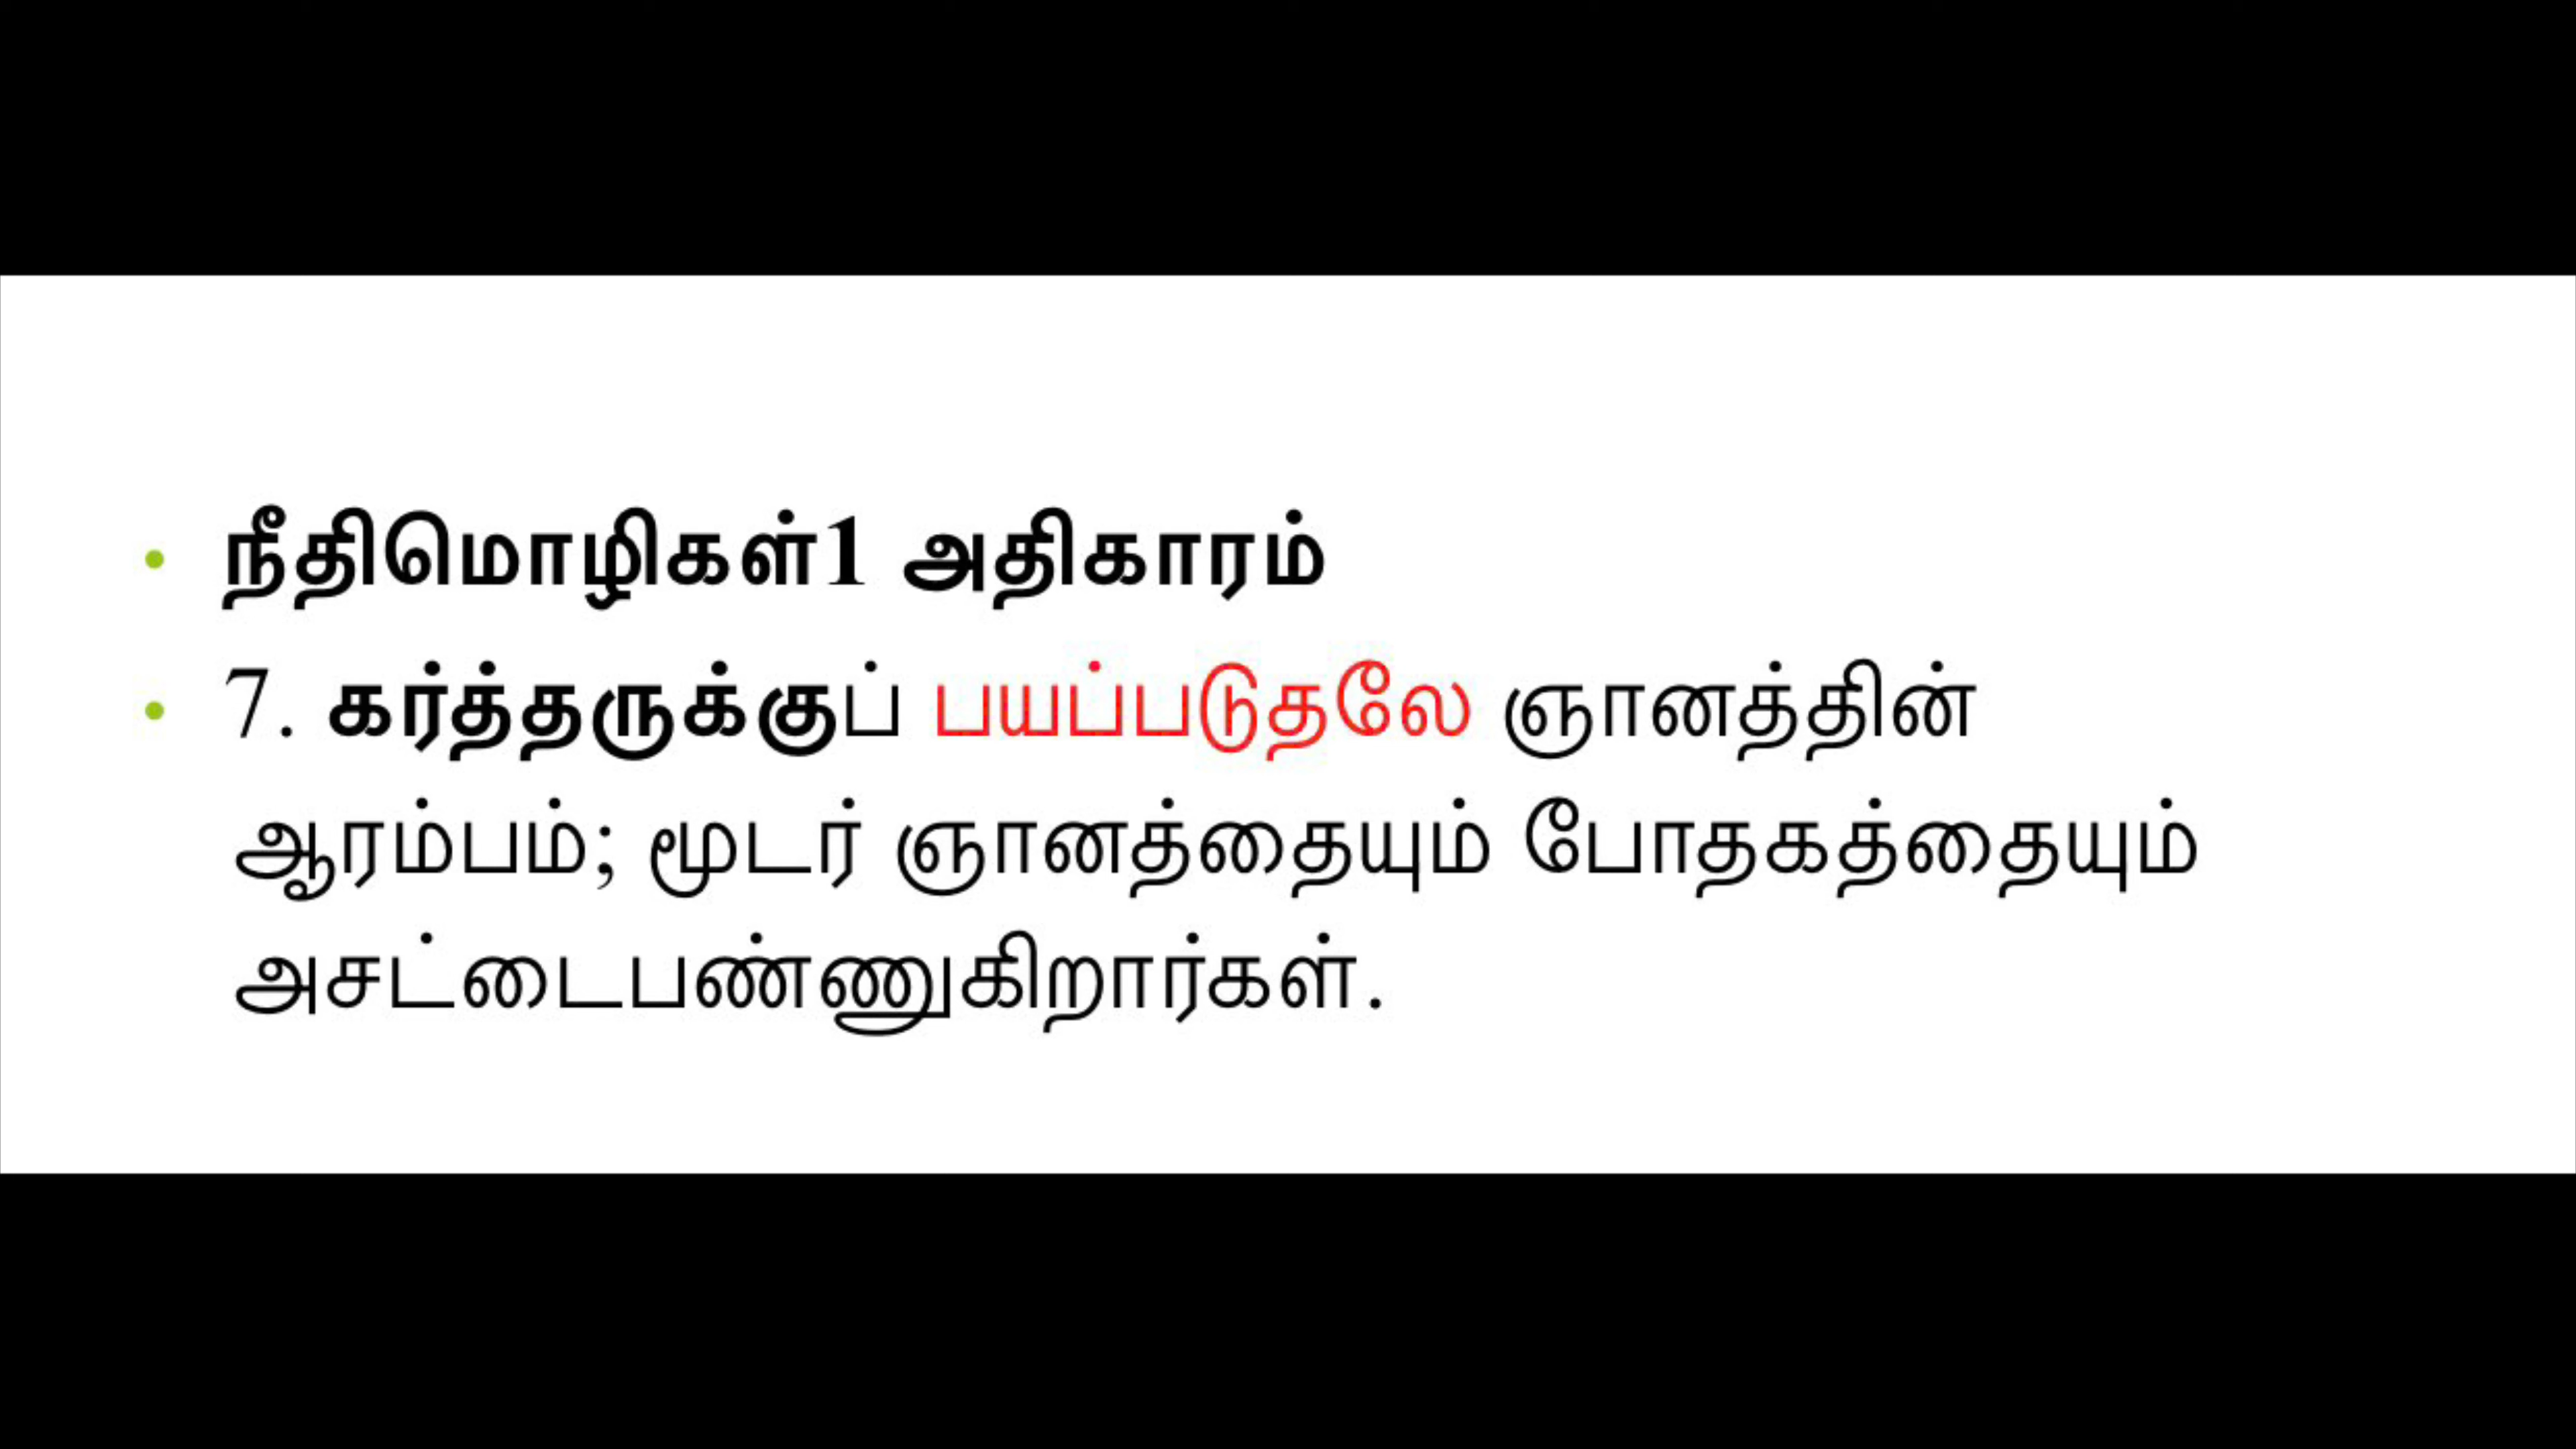 • நீதிமொழிகள்1 அதிகாரம்
• 7. கர்த்தருக்குப் பயப்படுதலே ஞானத்தின்
ஆரம்பம்; மூடர் ஞானத்தையும் போதகத்தையும்
அசட்டைபண்ணுகிறார்கள்.